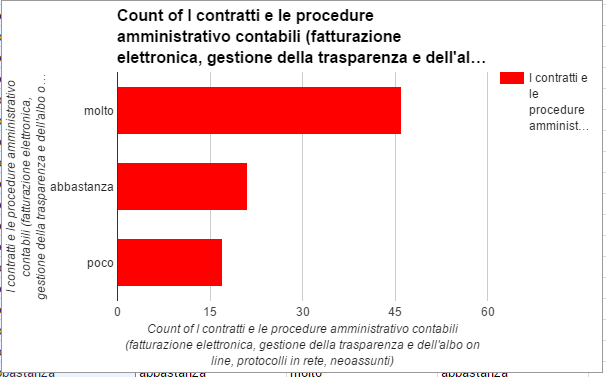 Count of I contratti e le procedure
amministrativo contabili (fatturazione
elettronica, gestione della trasparenza e dell'al…
I contratti e
le
procedure
amminist…
I contratti e le procedure amministrativo
contabili (fatturazione elettronica,
gestione della trasparenza e dell'albo o…
molto
abbastanza
poco
0 15 30 45 60
Count of I contratti e le procedure amministrativo contabili
(fatturazione elettronica, gestione della trasparenza e dell'albo on
line, protocolli in rete, neoassunti)
abbastanza abbastanza molto abbastanza